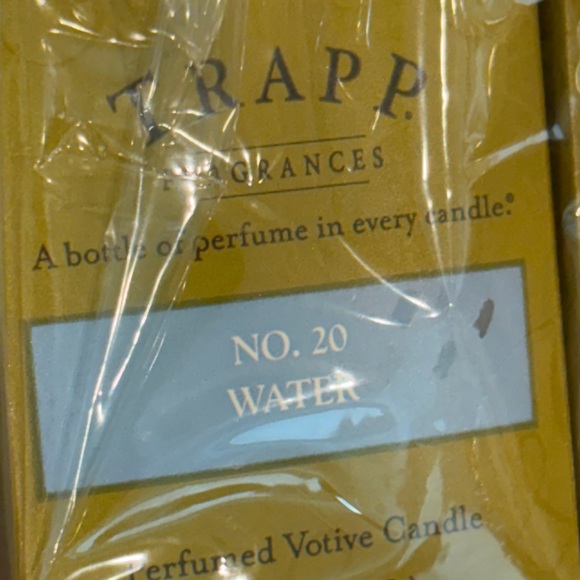 TRAPP
FRAGRANCES
A bottle of perfume in every candle.®
NO. 20
WATER
Perfumed Votive Candle